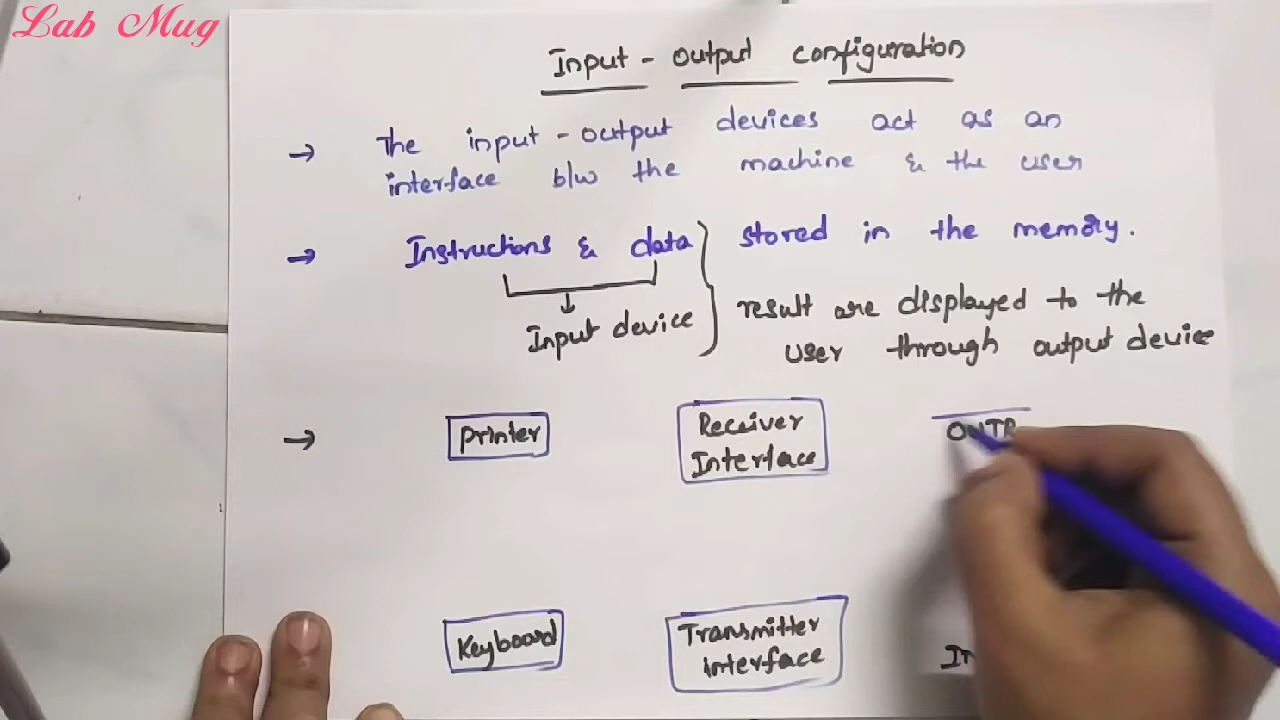 Lab Mug
Input - output configuration
→ The input - output devices act as an
interface b/w the machine & the user
→ Instructions & data } stored in the memory.
Input device
result are displayed to the
user through output device
→ Printer
Receiver
Interface
OUTR
Keyboard
Transmitter
interface